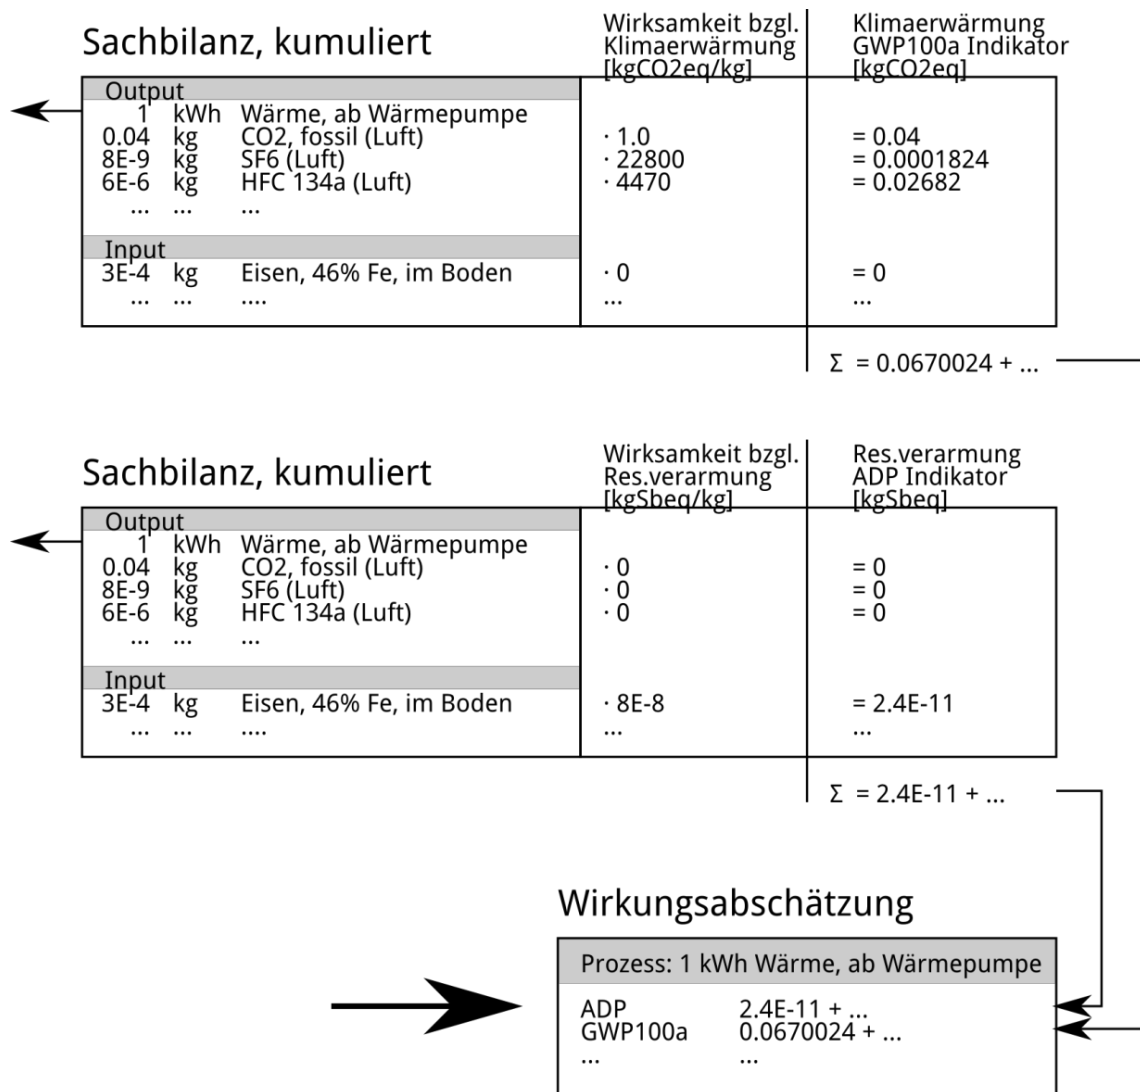 Sachbilanz, kumuliert
Wirksamkeit bzgl.
Klimaerwärmung
[kgCO2eq/kg]
Klimaerwärmung
GWP100a Indikator
[kgCO2eq]
Output
1 kWh Wärme, ab Wärmepumpe
0.04 kg CO2, fossil (Luft) · 1.0 = 0.04
8E-9 kg SF6 (Luft) · 22800 = 0.0001824
6E-6 kg HFC 134a (Luft) · 4470 = 0.02682
... ... ...
Input
3E-4 kg Eisen, 46% Fe, im Boden · 0 = 0
... ... .... ... ...
Σ = 0.0670024 + ...
Sachbilanz, kumuliert
Wirksamkeit bzgl.
Res.verarmung
[kgSbeq/kg]
Res.verarmung
ADP Indikator
[kgSbeq]
Output
1 kWh Wärme, ab Wärmepumpe
0.04 kg CO2, fossil (Luft) · 0 = 0
8E-9 kg SF6 (Luft) · 0 = 0
6E-6 kg HFC 134a (Luft) · 0 = 0
... ... ...
Input
3E-4 kg Eisen, 46% Fe, im Boden · 8E-8 = 2.4E-11
... ... .... ... ...
Σ = 2.4E-11 + ...
Wirkungsabschätzung
Prozess: 1 kWh Wärme, ab Wärmepumpe
ADP 2.4E-11 + ...
GWP100a 0.0670024 + ...
... ...